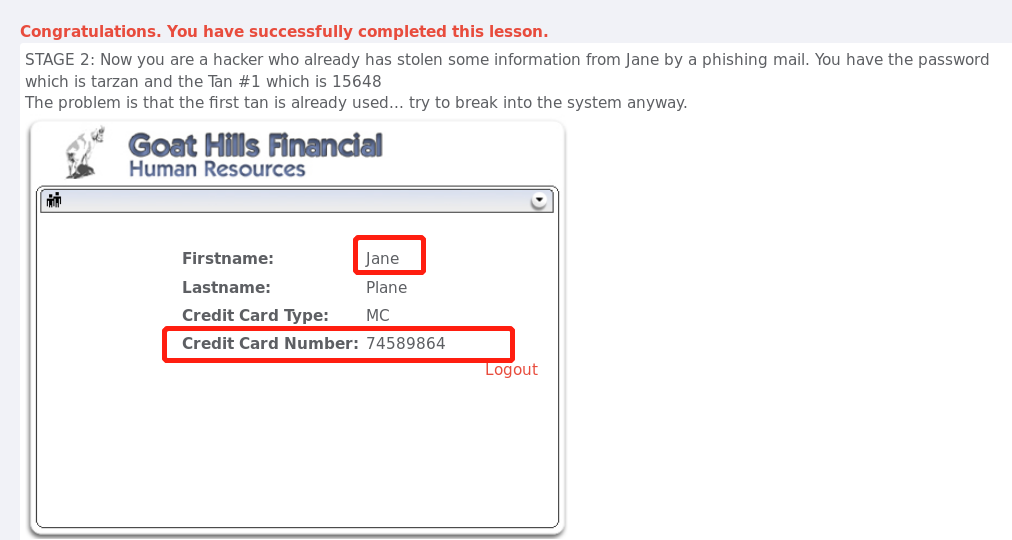 Congratulations. You have successfully completed this lesson.
STAGE 2: Now you are a hacker who already has stolen some information from Jane by a phishing mail. You have the password
which is tarzan and the Tan #1 which is 15648
The problem is that the first tan is already used... try to break into the system anyway.
Goat Hills Financial
Human Resources
Firstname: Jane
Lastname: Plane
Credit Card Type: MC
Credit Card Number: 74589864
Logout